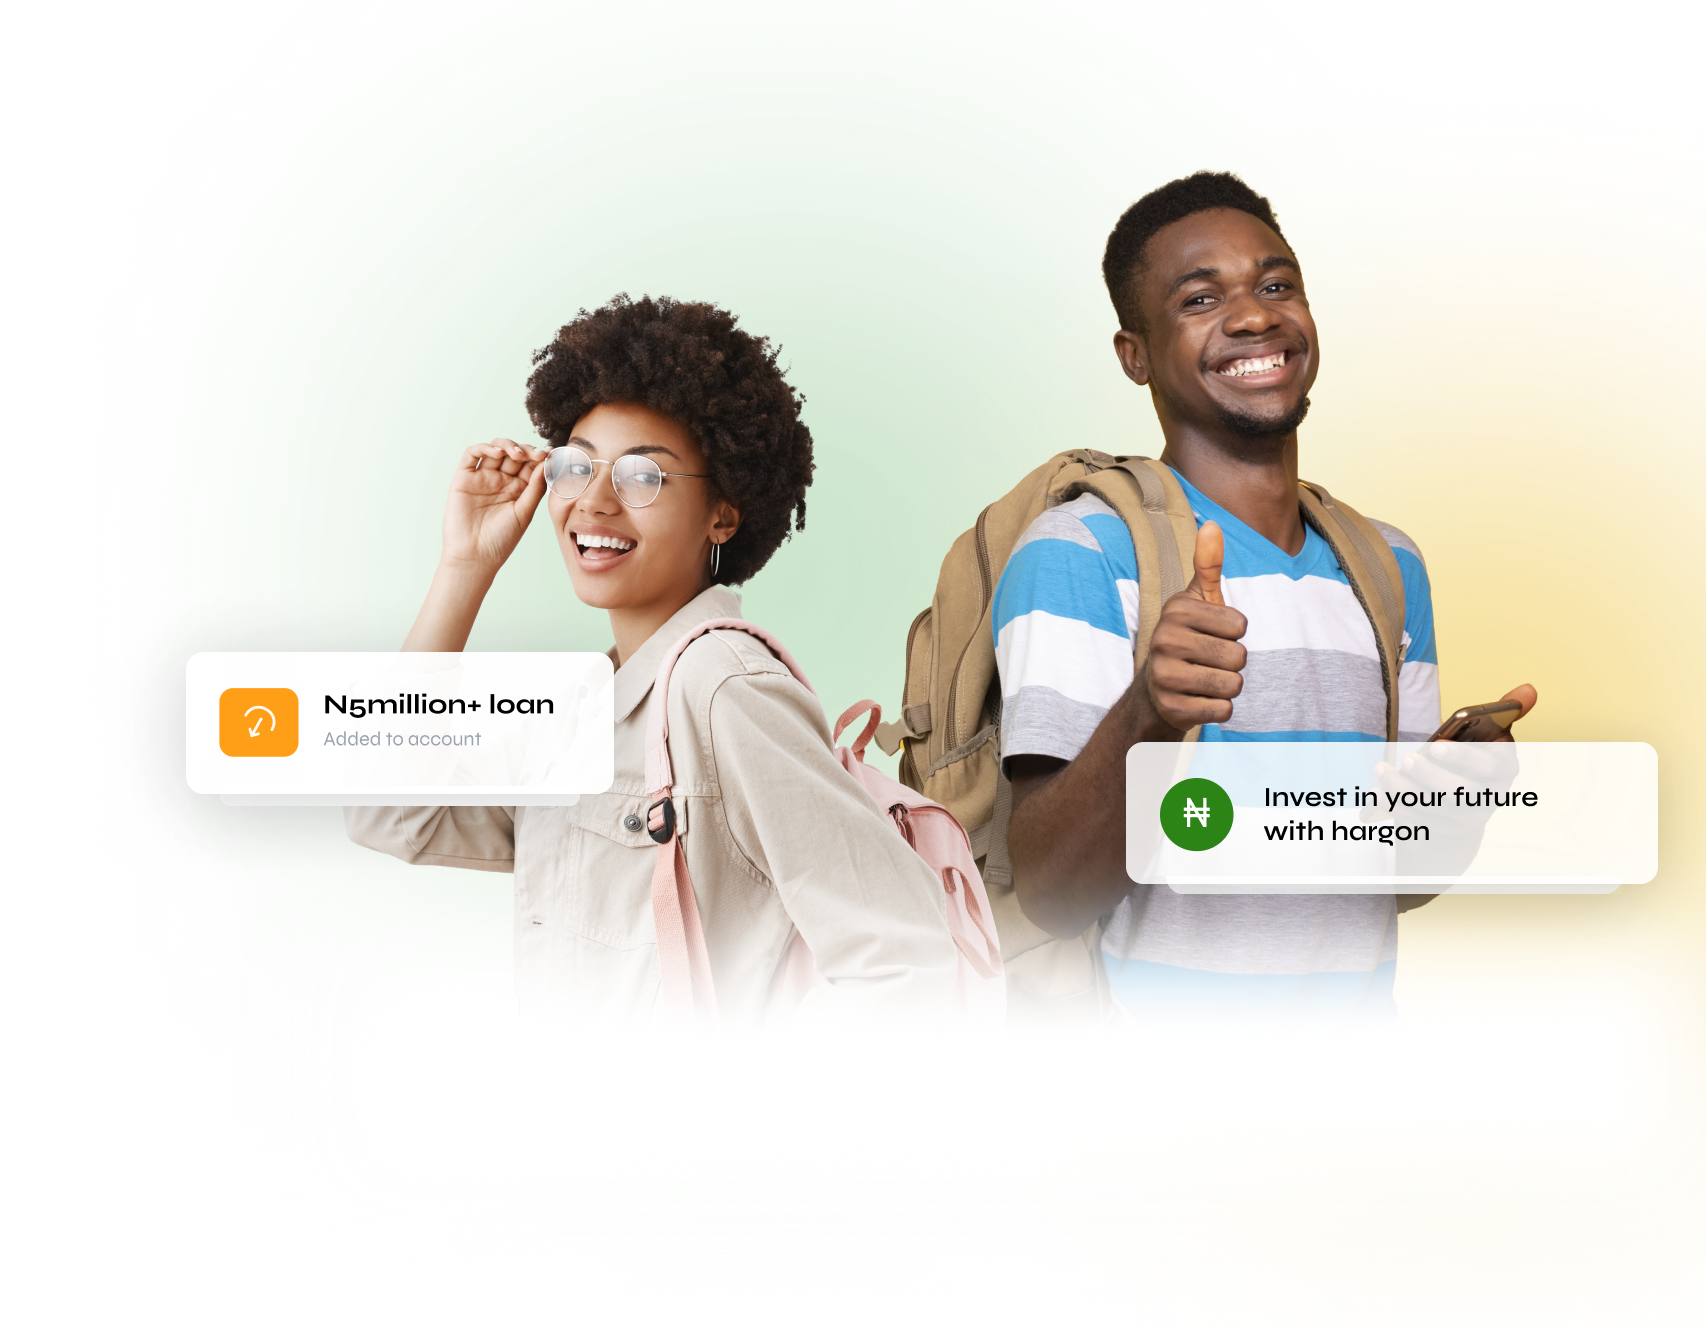 N5million+ loan
Added to account
₦
Invest in your future
with hargon